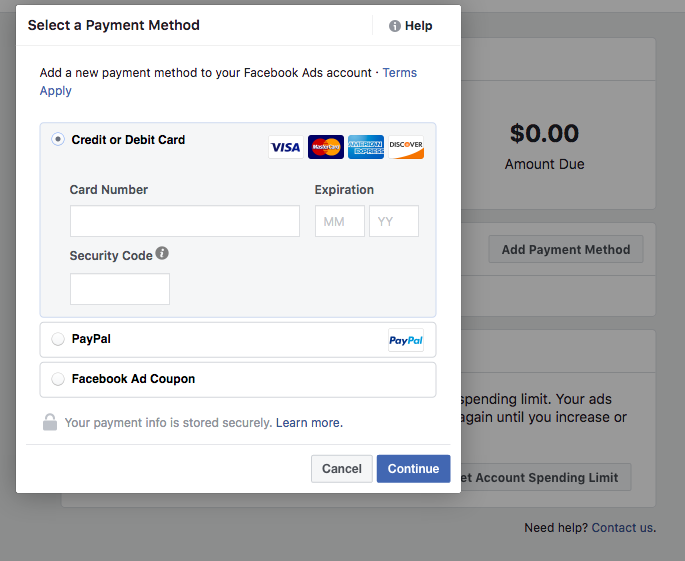 Select a Payment Method
Help
Add a new payment method to your Facebook Ads account · Terms
Apply
Credit or Debit Card
VISA
MasterCard
AMERICAN
EXPRESS
DISCOVER
Card Number
Expiration
MM
YY
Security Code
PayPal
PayPal
Facebook Ad Coupon
Your payment info is stored securely. Learn more.
Cancel
Continue
$0.00
Amount Due
Add Payment Method
spending limit. Your ads
again until you increase or
Account Spending Limit
Need help? Contact us.